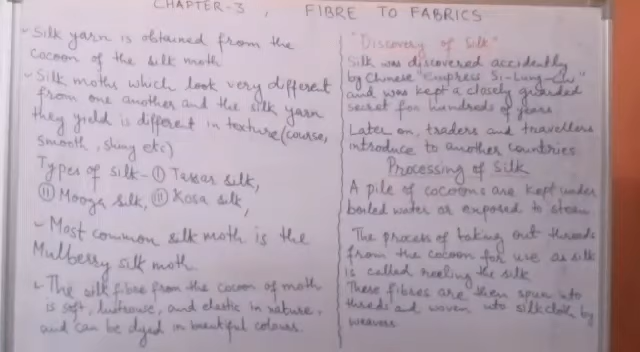 CHAPTER-3, FIBRE TO FABRICS
Silk yarn is obtained from the
cocoon of the silk moth
Silk moths which look very different
from one another and the silk yarn
they yield is different in texture (course,
smooth, shiny etc)
Types of silk - (I) Tassar silk,
(II) Mooga silk, (III) Kosa silk,
Most common silk moth is the
Mulberry silk moth.
The silk fibre from the cocoon of moth
is soft, lustrouse, and elastic in nature,
and can be dyed in beautiful colours.
"Discovery of Silk"
Silk was discovered accidently
by Chinese "Empress Si-Lung-
and was kept a closely guarded
secret for hundreds of years
Later on, traders and travellers
introduce to another countries
Processing of Silk
A pile of cocoons are kept under
boiled water or exposed to steam
The process of taking out threads
from the cocoon for use as silk
is called reeling the silk
These fibres are then spun into
threads and woven into silk cloth by
weavers